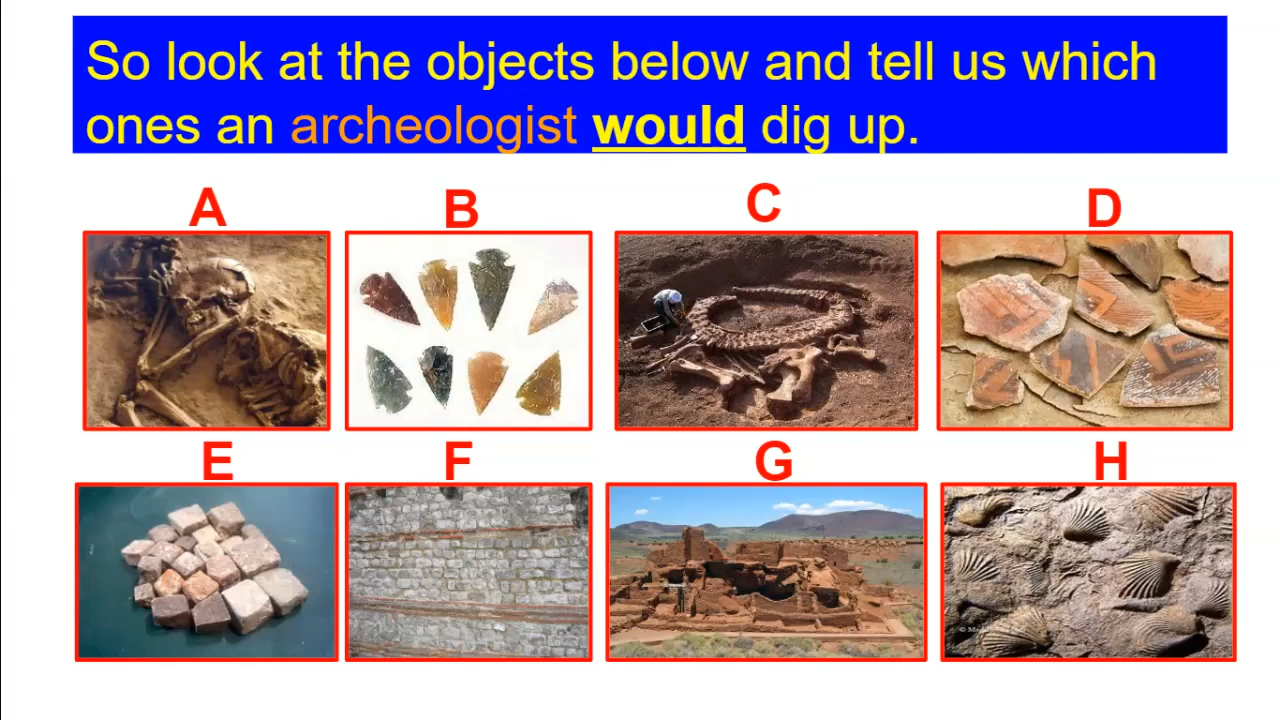 So look at the objects below and tell us which
ones an archeologist would dig up.
A B C D
E F G H